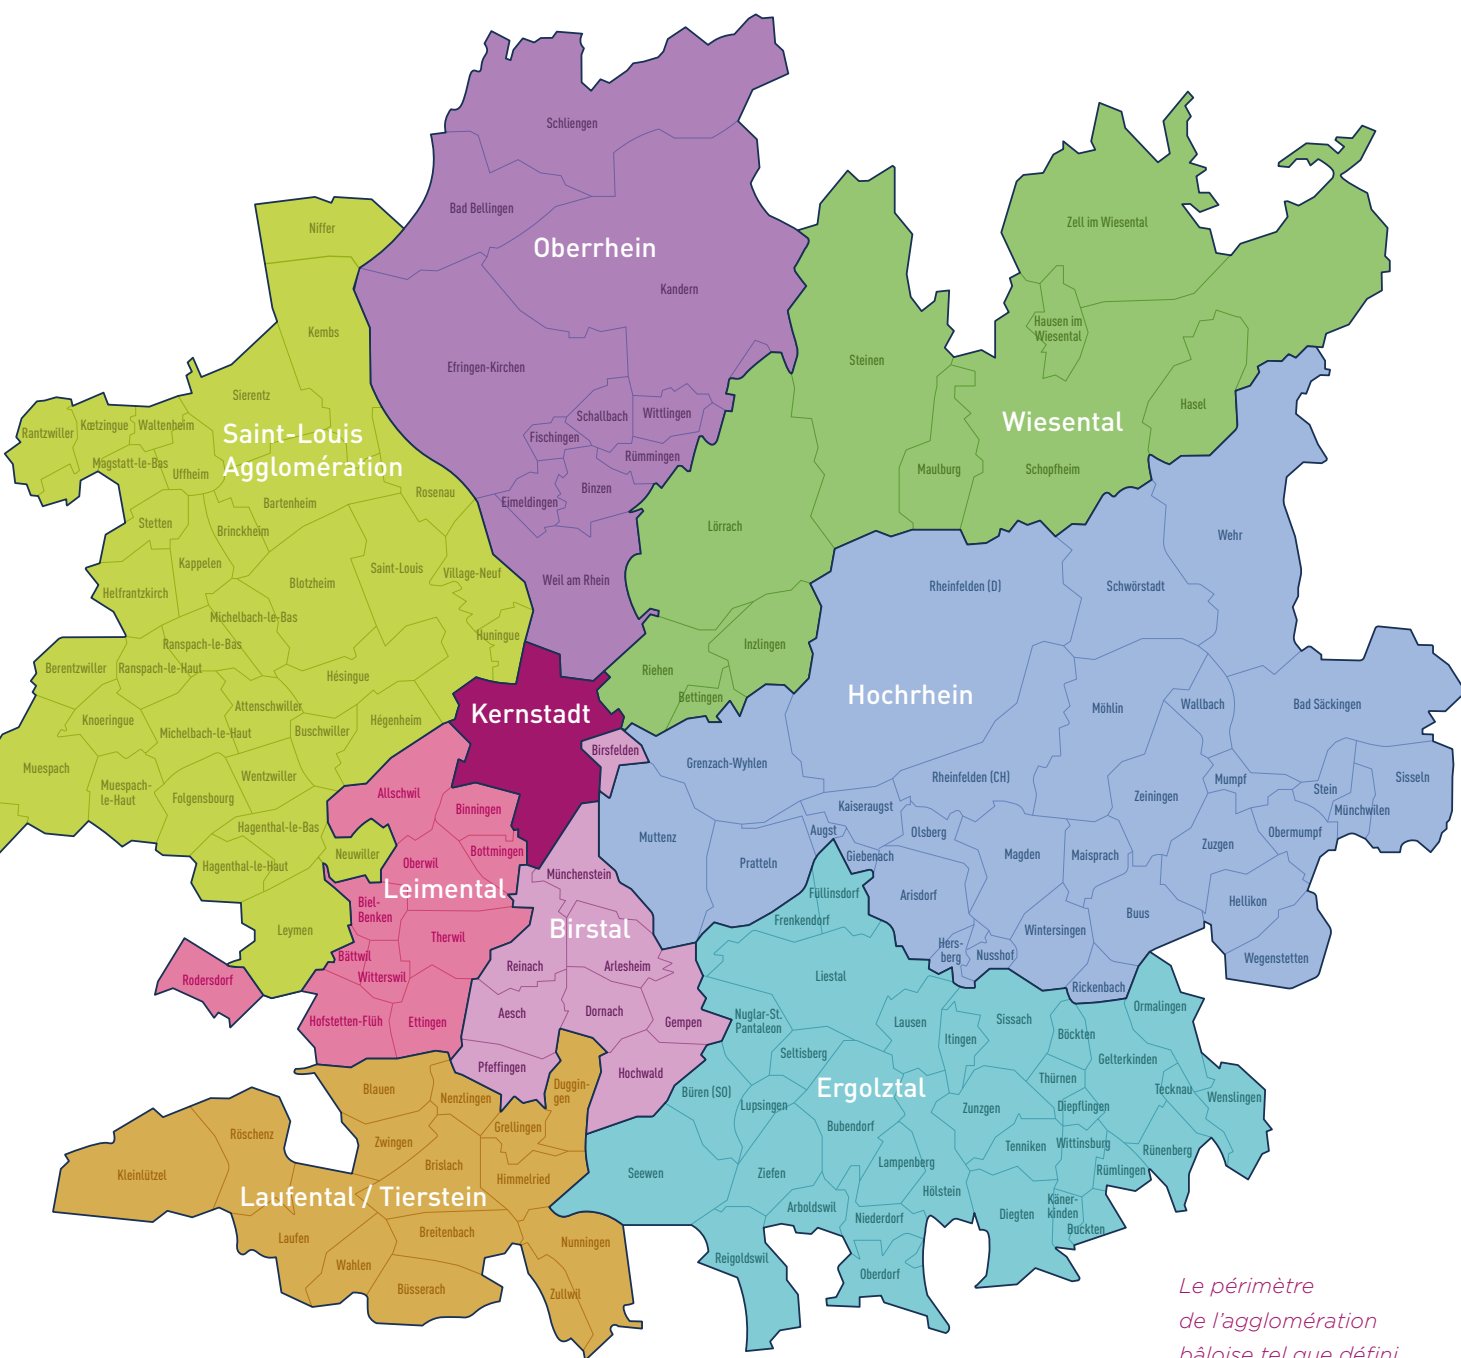 Schliengen
Bad Bellingen
Oberrhein
Kandern
Efringen-Kirchen
Schallbach
Wittlingen
Fischingen
Rümmingen
Binzen
Eimeldingen
Weil am Rhein
Niffer
Kembs
Sierentz
Saint-Louis
Agglomération
Rantzwiller
Kœtzingue
Waltenheim
Magstatt-le-Bas
Uffheim
Bartenheim
Rosenau
Stetten
Brinckheim
Kappelen
Helfrantzkirch
Blotzheim
Saint-Louis
Village-Neuf
Michelbach-le-Bas
Ranspach-le-Bas
Huningue
Berentzwiller
Ranspach-le-Haut
Hésingue
Attenschwiller
Knoeringue
Michelbach-le-Haut
Buschwiller
Hégenheim
Muespach
Muespach-
le-Haut
Wentzwiller
Folgensbourg
Hagenthal-le-Bas
Hagenthal-le-Haut
Neuwiller
Leymen
Zell im Wiesental
Hausen im
Wiesental
Steinen
Hasel
Wiesental
Maulburg
Schopfheim
Lörrach
Inzlingen
Riehen
Bettingen
Kernstadt
Wehr
Rheinfelden (D)
Schwörstadt
Hochrhein
Möhlin
Wallbach
Bad Säckingen
Grenzach-Wyhlen
Rheinfelden (CH)
Mumpf
Stein
Sisseln
Zeiningen
Münchwilen
Kaiseraugst
Augst
Olsberg
Obermumpf
Muttenz
Pratteln
Giebenach
Magden
Maisprach
Zuzgen
Arisdorf
Buus
Hellikon
Wintersingen
Hers-
berg
Nusshof
Wegenstetten
Rickenbach
Allschwil
Binningen
Bottmingen
Oberwil
Leimental
Biel-
Benken
Therwil
Bättwil
Witterswil
Rodersdorf
Hofstetten-Flüh
Ettingen
Birsfelden
Münchenstein
Birstal
Reinach
Arlesheim
Aesch
Dornach
Gempen
Pfeffingen
Hochwald
Füllinsdorf
Frenkendorf
Liestal
Nuglar-St.
Pantaleon
Lausen
Itingen
Sissach
Böckten
Ormalingen
Seltisberg
Gelterkinden
Thürnen
Büren (SO)
Ergolztal
Tecknau
Wenslingen
Lupsingen
Zunzgen
Diepflingen
Bubendorf
Tenniken
Wittinsburg
Rünenberg
Seewen
Ziefen
Lampenberg
Rümlingen
Hölstein
Arboldswil
Käner-
kinden
Niederdorf
Diegten
Buckten
Reigoldswil
Oberdorf
Blauen
Nenzlingen
Duggin-
gen
Grellingen
Röschenz
Zwingen
Kleinlützel
Brislach
Himmelried
Laufental / Tierstein
Laufen
Breitenbach
Nunningen
Wahlen
Büsserach
Zullwil
Le périmètre
de l'agglomération
bâloise tel que défini